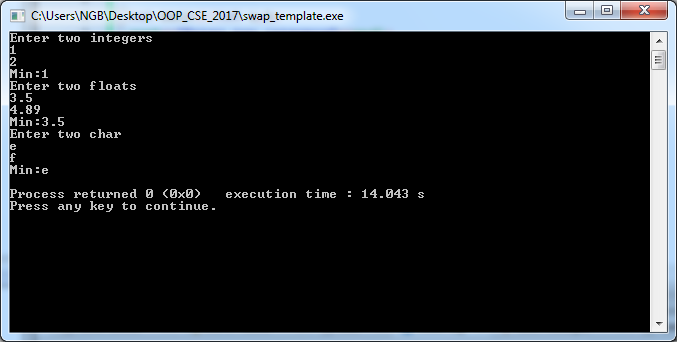 C:\Users\NGB\Desktop\OOP_CSE_2017\swap_template.exe
Enter two integers
1
2
Min:1
Enter two floats
3.5
4.89
Min:3.5
Enter two char
e
f
Min:e
Process returned 0 (0x0)   execution time : 14.043 s
Press any key to continue.